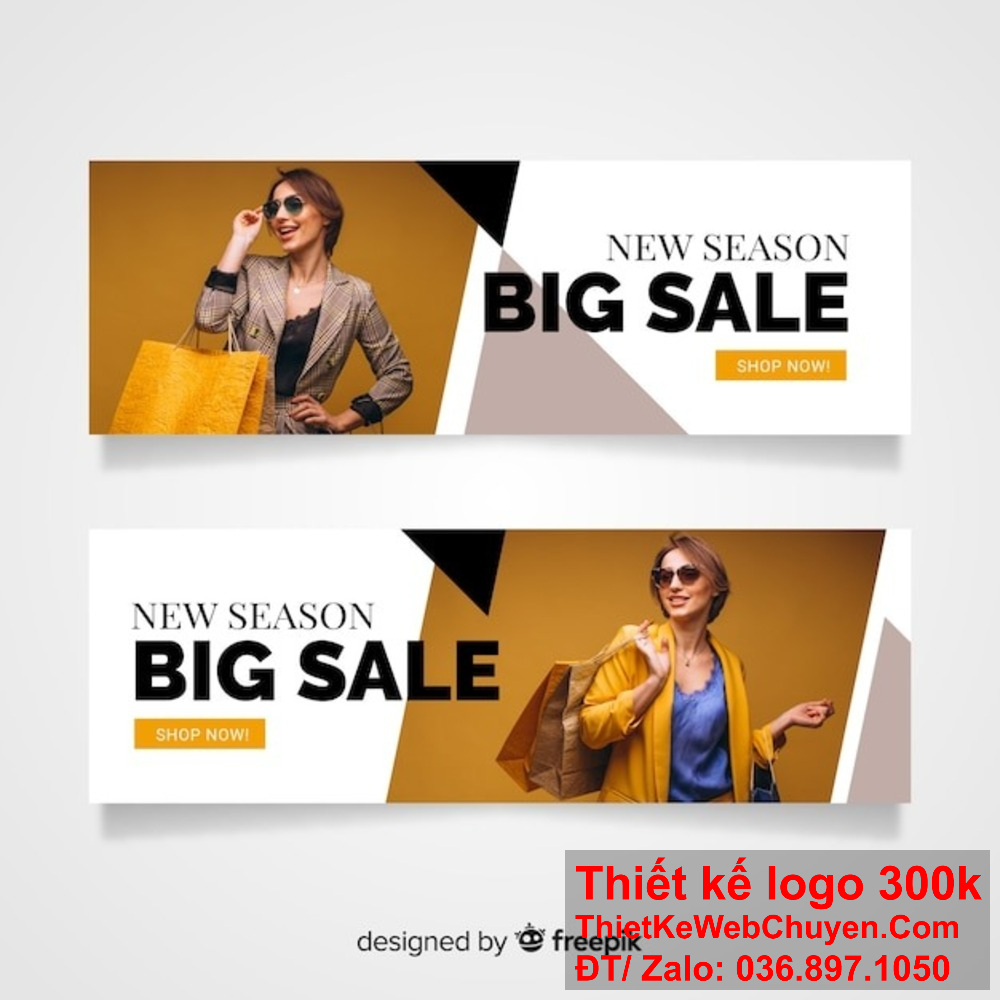 NEW SEASON
BIG SALE
SHOP NOW!
NEW SEASON
BIG SALE
SHOP NOW!
designed by freepik
Thiết kế logo 300k
ThietKeWebChuyen.Com
ĐT/ Zalo: 036.897.1050